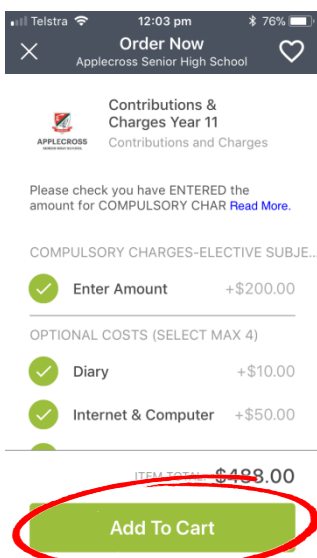 Telstra 12:03 pm 76%
Order Now
Applecross Senior High School
Contributions &
Charges Year 11
APPLECROSS
SENIOR HIGH SCHOOL
Contributions and Charges
Please check you have ENTERED the
amount for COMPULSORY CHAR Read More.
COMPULSORY CHARGES-ELECTIVE SUBJE...
Enter Amount +$200.00
OPTIONAL COSTS (SELECT MAX 4)
Diary +$10.00
Internet & Computer +$50.00
ITEM TOTAL: $488.00
Add To Cart